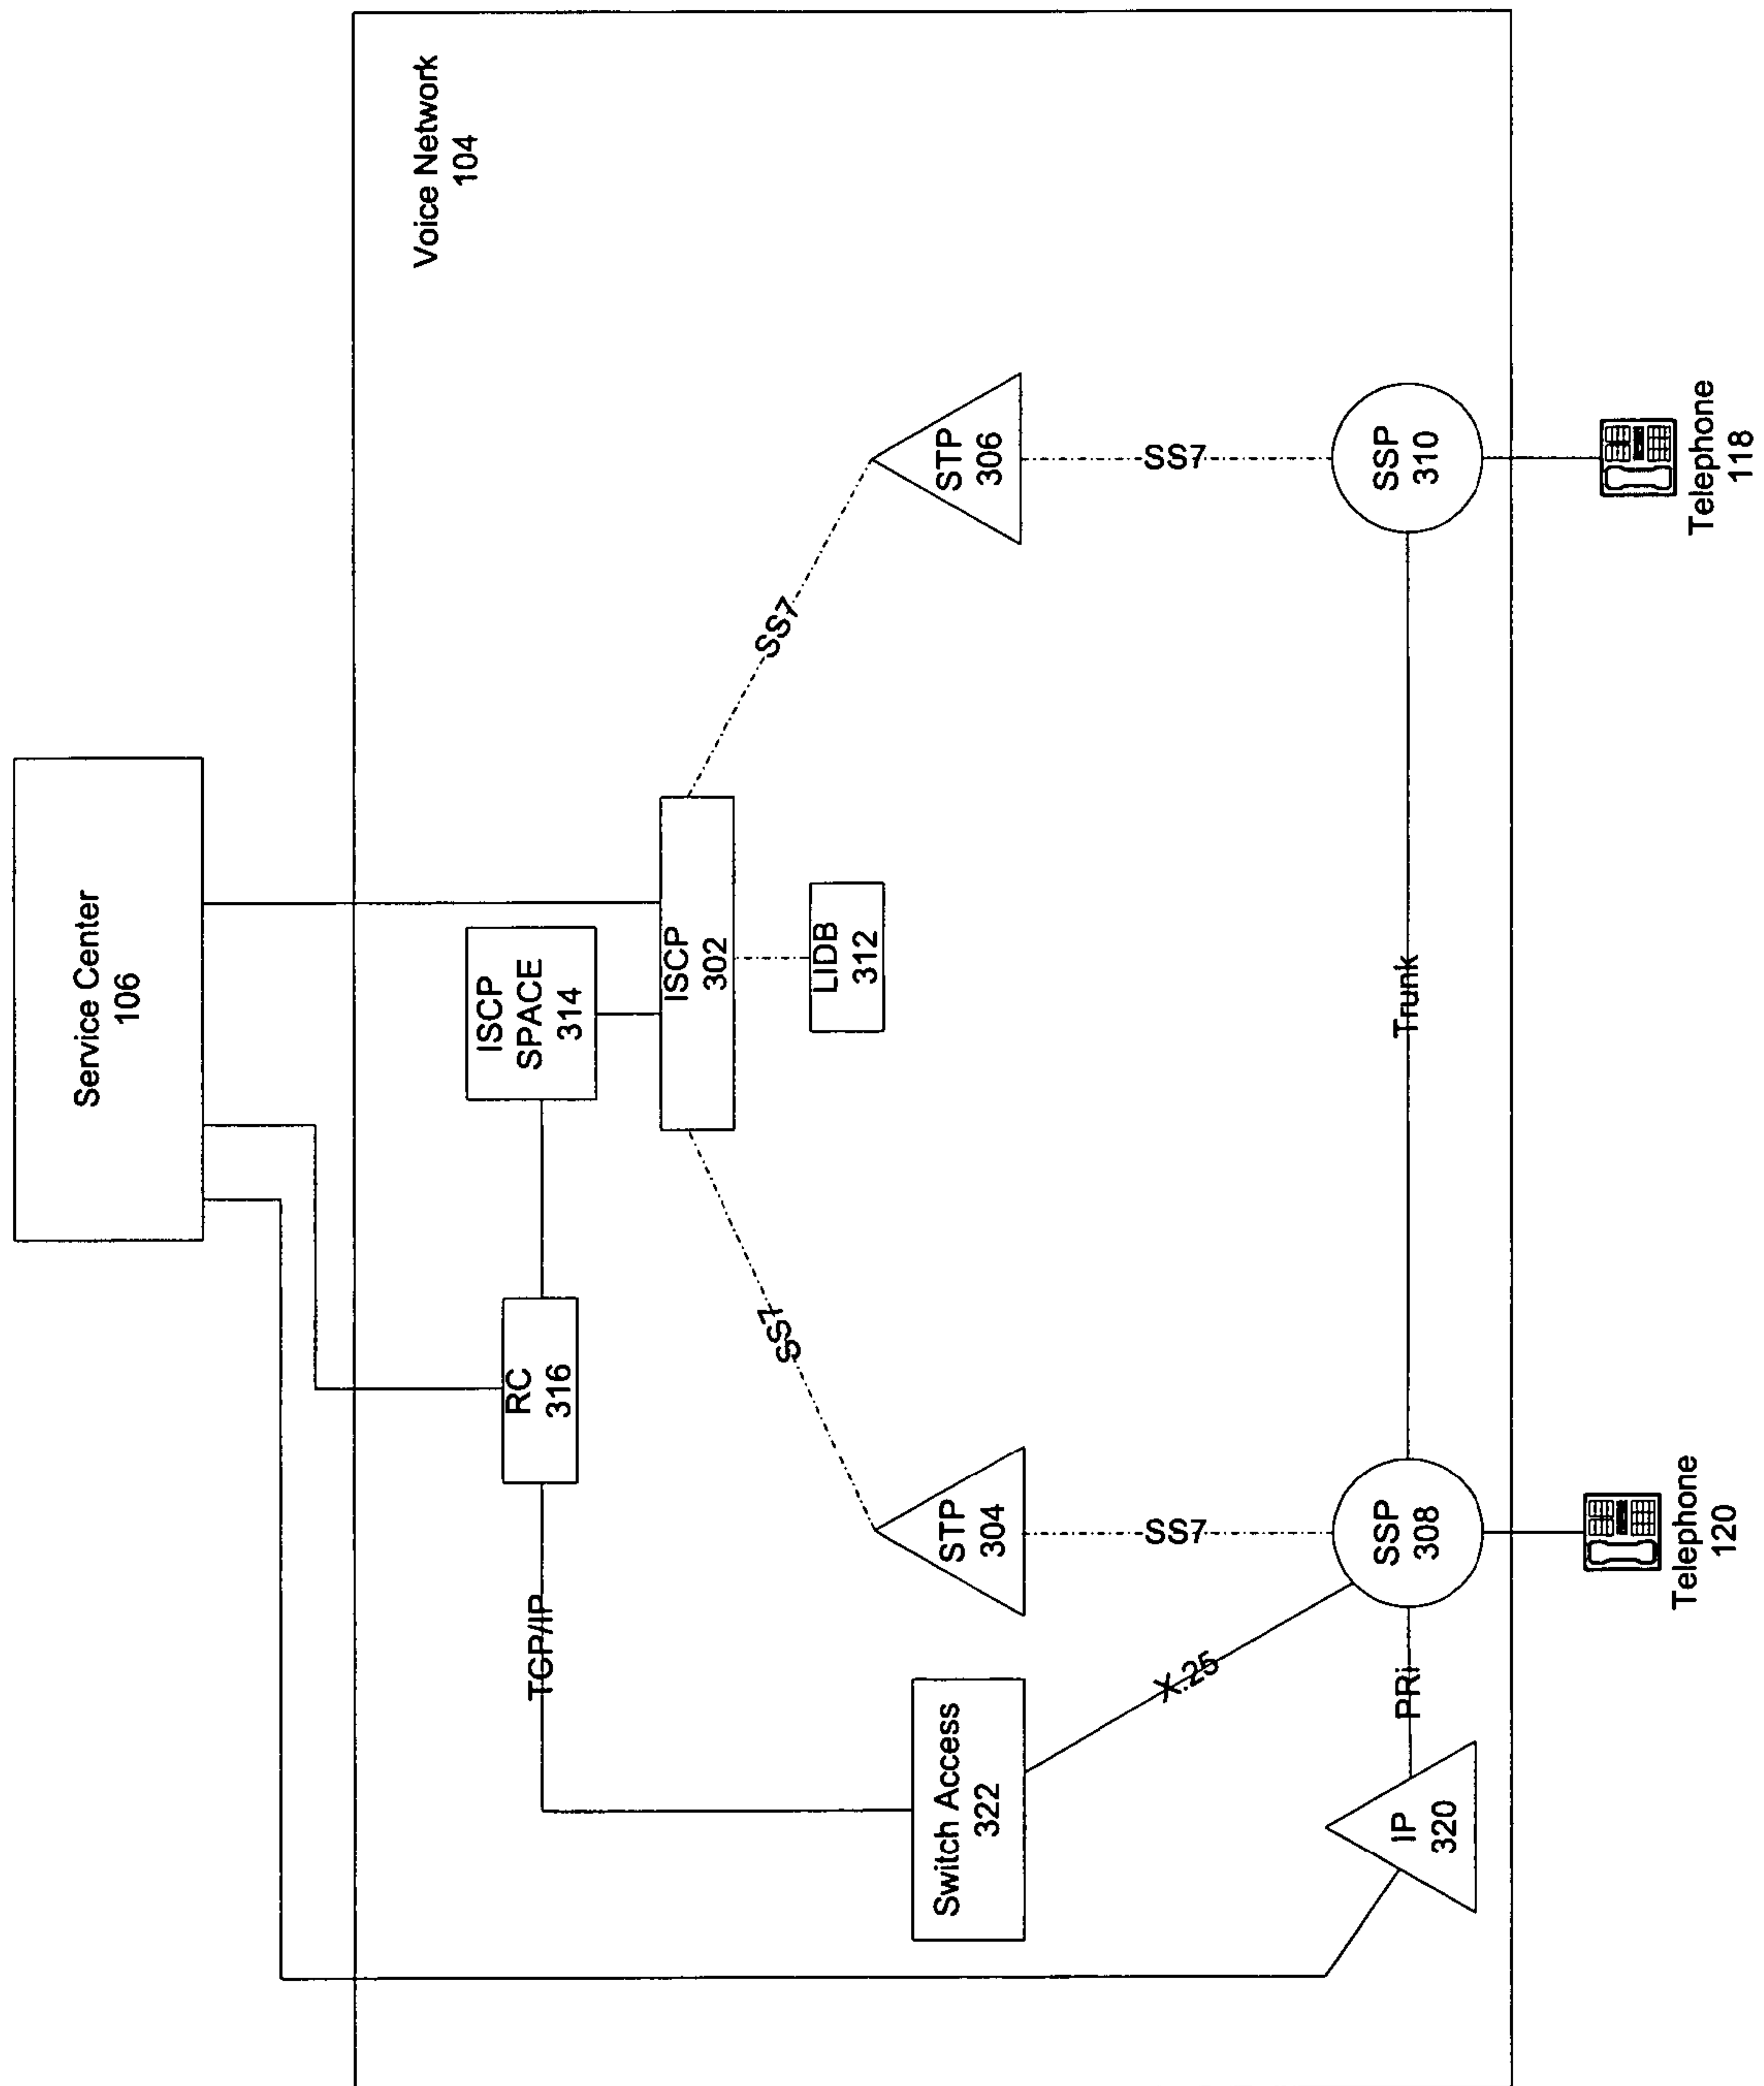 Service Center
106
Voice Network
104
ISCP
SPACE
314
RC
316
ISCP
302
LIDB
312
TCP/IP
SS7
SS7
STP
304
STP
306
Switch Access
322
SS7
SS7
X.25
PRI
Trunk
IP
320
SSP
308
SSP
310
Telephone
120
Telephone
118